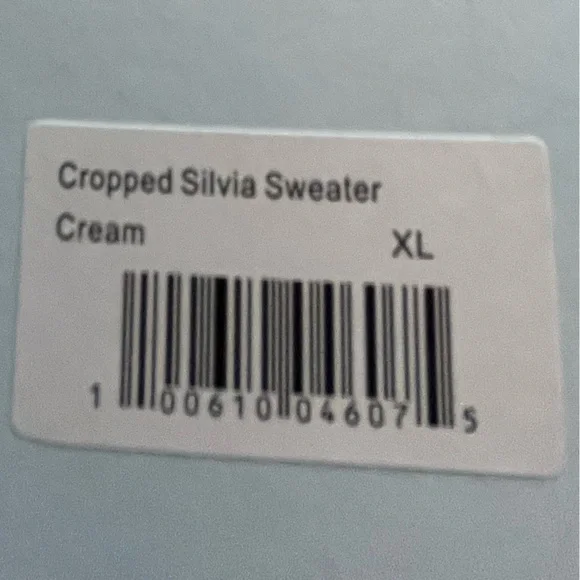 Cropped Silvia Sweater
Cream XL
1 00610 04607 5